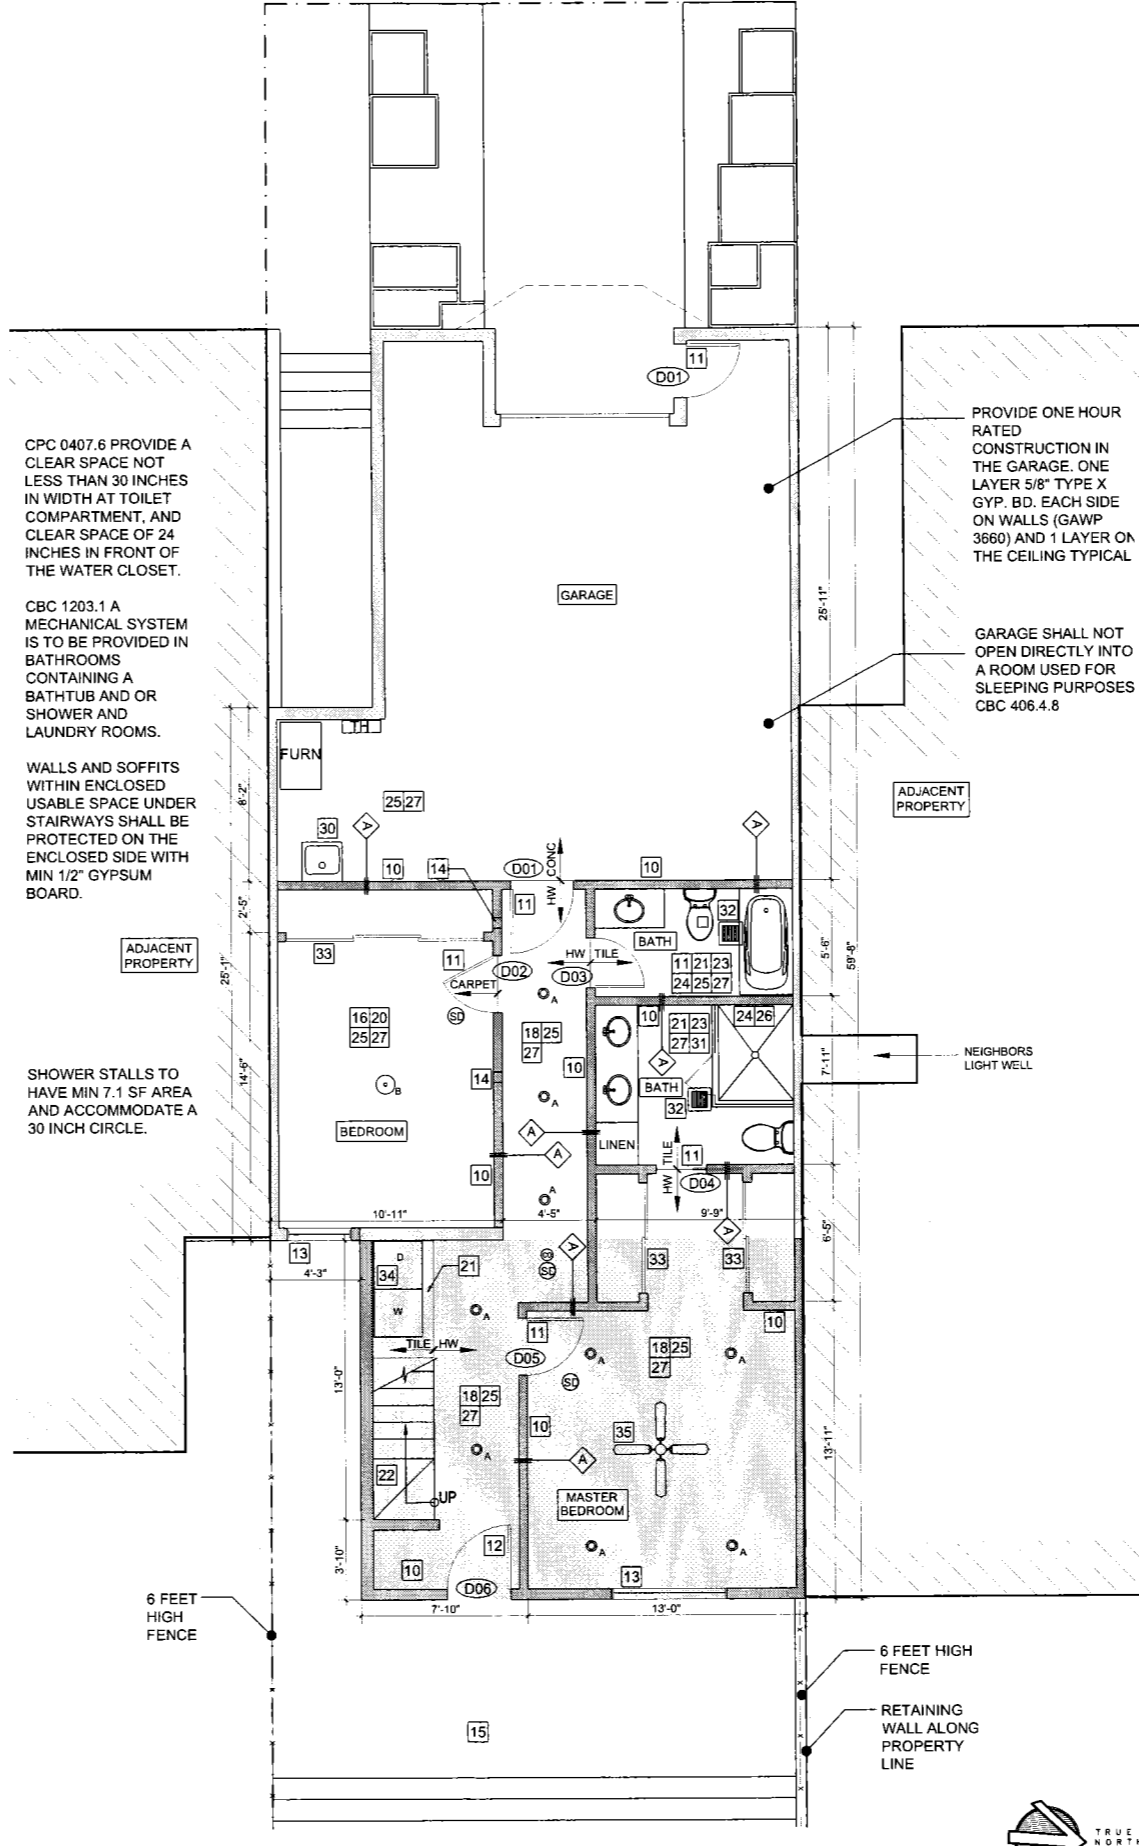 11
D01
CPC 0407.6 PROVIDE A
CLEAR SPACE NOT
LESS THAN 30 INCHES
IN WIDTH AT TOILET
COMPARTMENT, AND
CLEAR SPACE OF 24
INCHES IN FRONT OF
THE WATER CLOSET.
CBC 1203.1 A
MECHANICAL SYSTEM
IS TO BE PROVIDED IN
BATHROOMS
CONTAINING A
BATHTUB AND OR
SHOWER AND
LAUNDRY ROOMS.
WALLS AND SOFFITS
WITHIN ENCLOSED
USABLE SPACE UNDER
STAIRWAYS SHALL BE
PROTECTED ON THE
ENCLOSED SIDE WITH
MIN 1/2" GYPSUM
BOARD.
ADJACENT
PROPERTY
SHOWER STALLS TO
HAVE MIN 7.1 SF AREA
AND ACCOMMODATE A
30 INCH CIRCLE.
PROVIDE ONE HOUR
RATED
CONSTRUCTION IN
THE GARAGE. ONE
LAYER 5/8" TYPE X
GYP. BD. EACH SIDE
ON WALLS (GAWP
3660) AND 1 LAYER ON
THE CEILING TYPICAL
GARAGE SHALL NOT
OPEN DIRECTLY INTO
A ROOM USED FOR
SLEEPING PURPOSES
CBC 406.4.8
ADJACENT
PROPERTY
NEIGHBORS
LIGHT WELL
GARAGE
25'-11"
59'-8"
TH
FURN
8'-2"
25 27
A
A
30
10
14
D01
CONC
HW
10
11
2'-5"
25'-1"
14'-6"
33
11
D02
CARPET
SD
HW TILE
D03
BATH
32
11 21 23
24 25 27
5'-6"
16 20
25 27
B
BEDROOM
A
18 25
27
10
14
A
A
A
10
A
10
21 23
27 31
A
24 26
BATH
32
LINEN
7'-11"
TILE
HW
11
D04
10'-11"
4'-5"
9'-9"
6'-5"
13
4'-3"
D
34
W
21
CO
SD
A
33
A
33
10
A
TILE HW
11
D05
SD
A
18 25
27
A
13'-0"
18 25
27
A
10
A
35
13'-11"
22
UP
MASTER
BEDROOM
A
A
3'-10"
10
12
D06
13
7'-10"
13'-0"
6 FEET
HIGH
FENCE
6 FEET HIGH
FENCE
RETAINING
WALL ALONG
PROPERTY
LINE
15
TRUE
NORTH